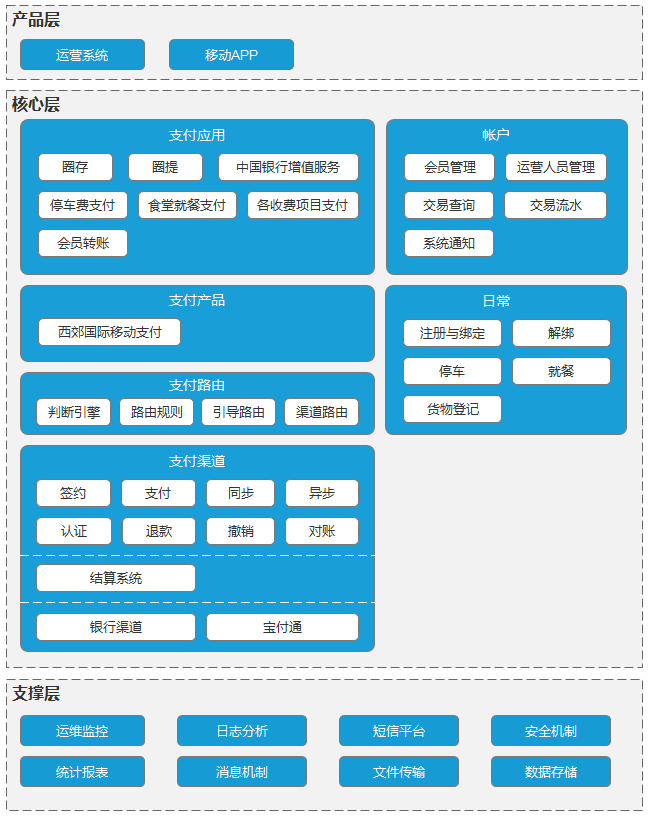 产品层
运营系统
移动APP
核心层
支付应用
圈存
圈提
中国银行增值服务
停车费支付
食堂就餐支付
各收费项目支付
会员转账
帐户
会员管理
运营人员管理
交易查询
交易流水
系统通知
支付产品
西郊国际移动支付
日常
注册与绑定
解绑
停车
就餐
货物登记
支付路由
判断引擎
路由规则
引导路由
渠道路由
支付渠道
签约
支付
同步
异步
认证
退款
撤销
对账
结算系统
银行渠道
宝付通
支撑层
运维监控
日志分析
短信平台
安全机制
统计报表
消息机制
文件传输
数据存储